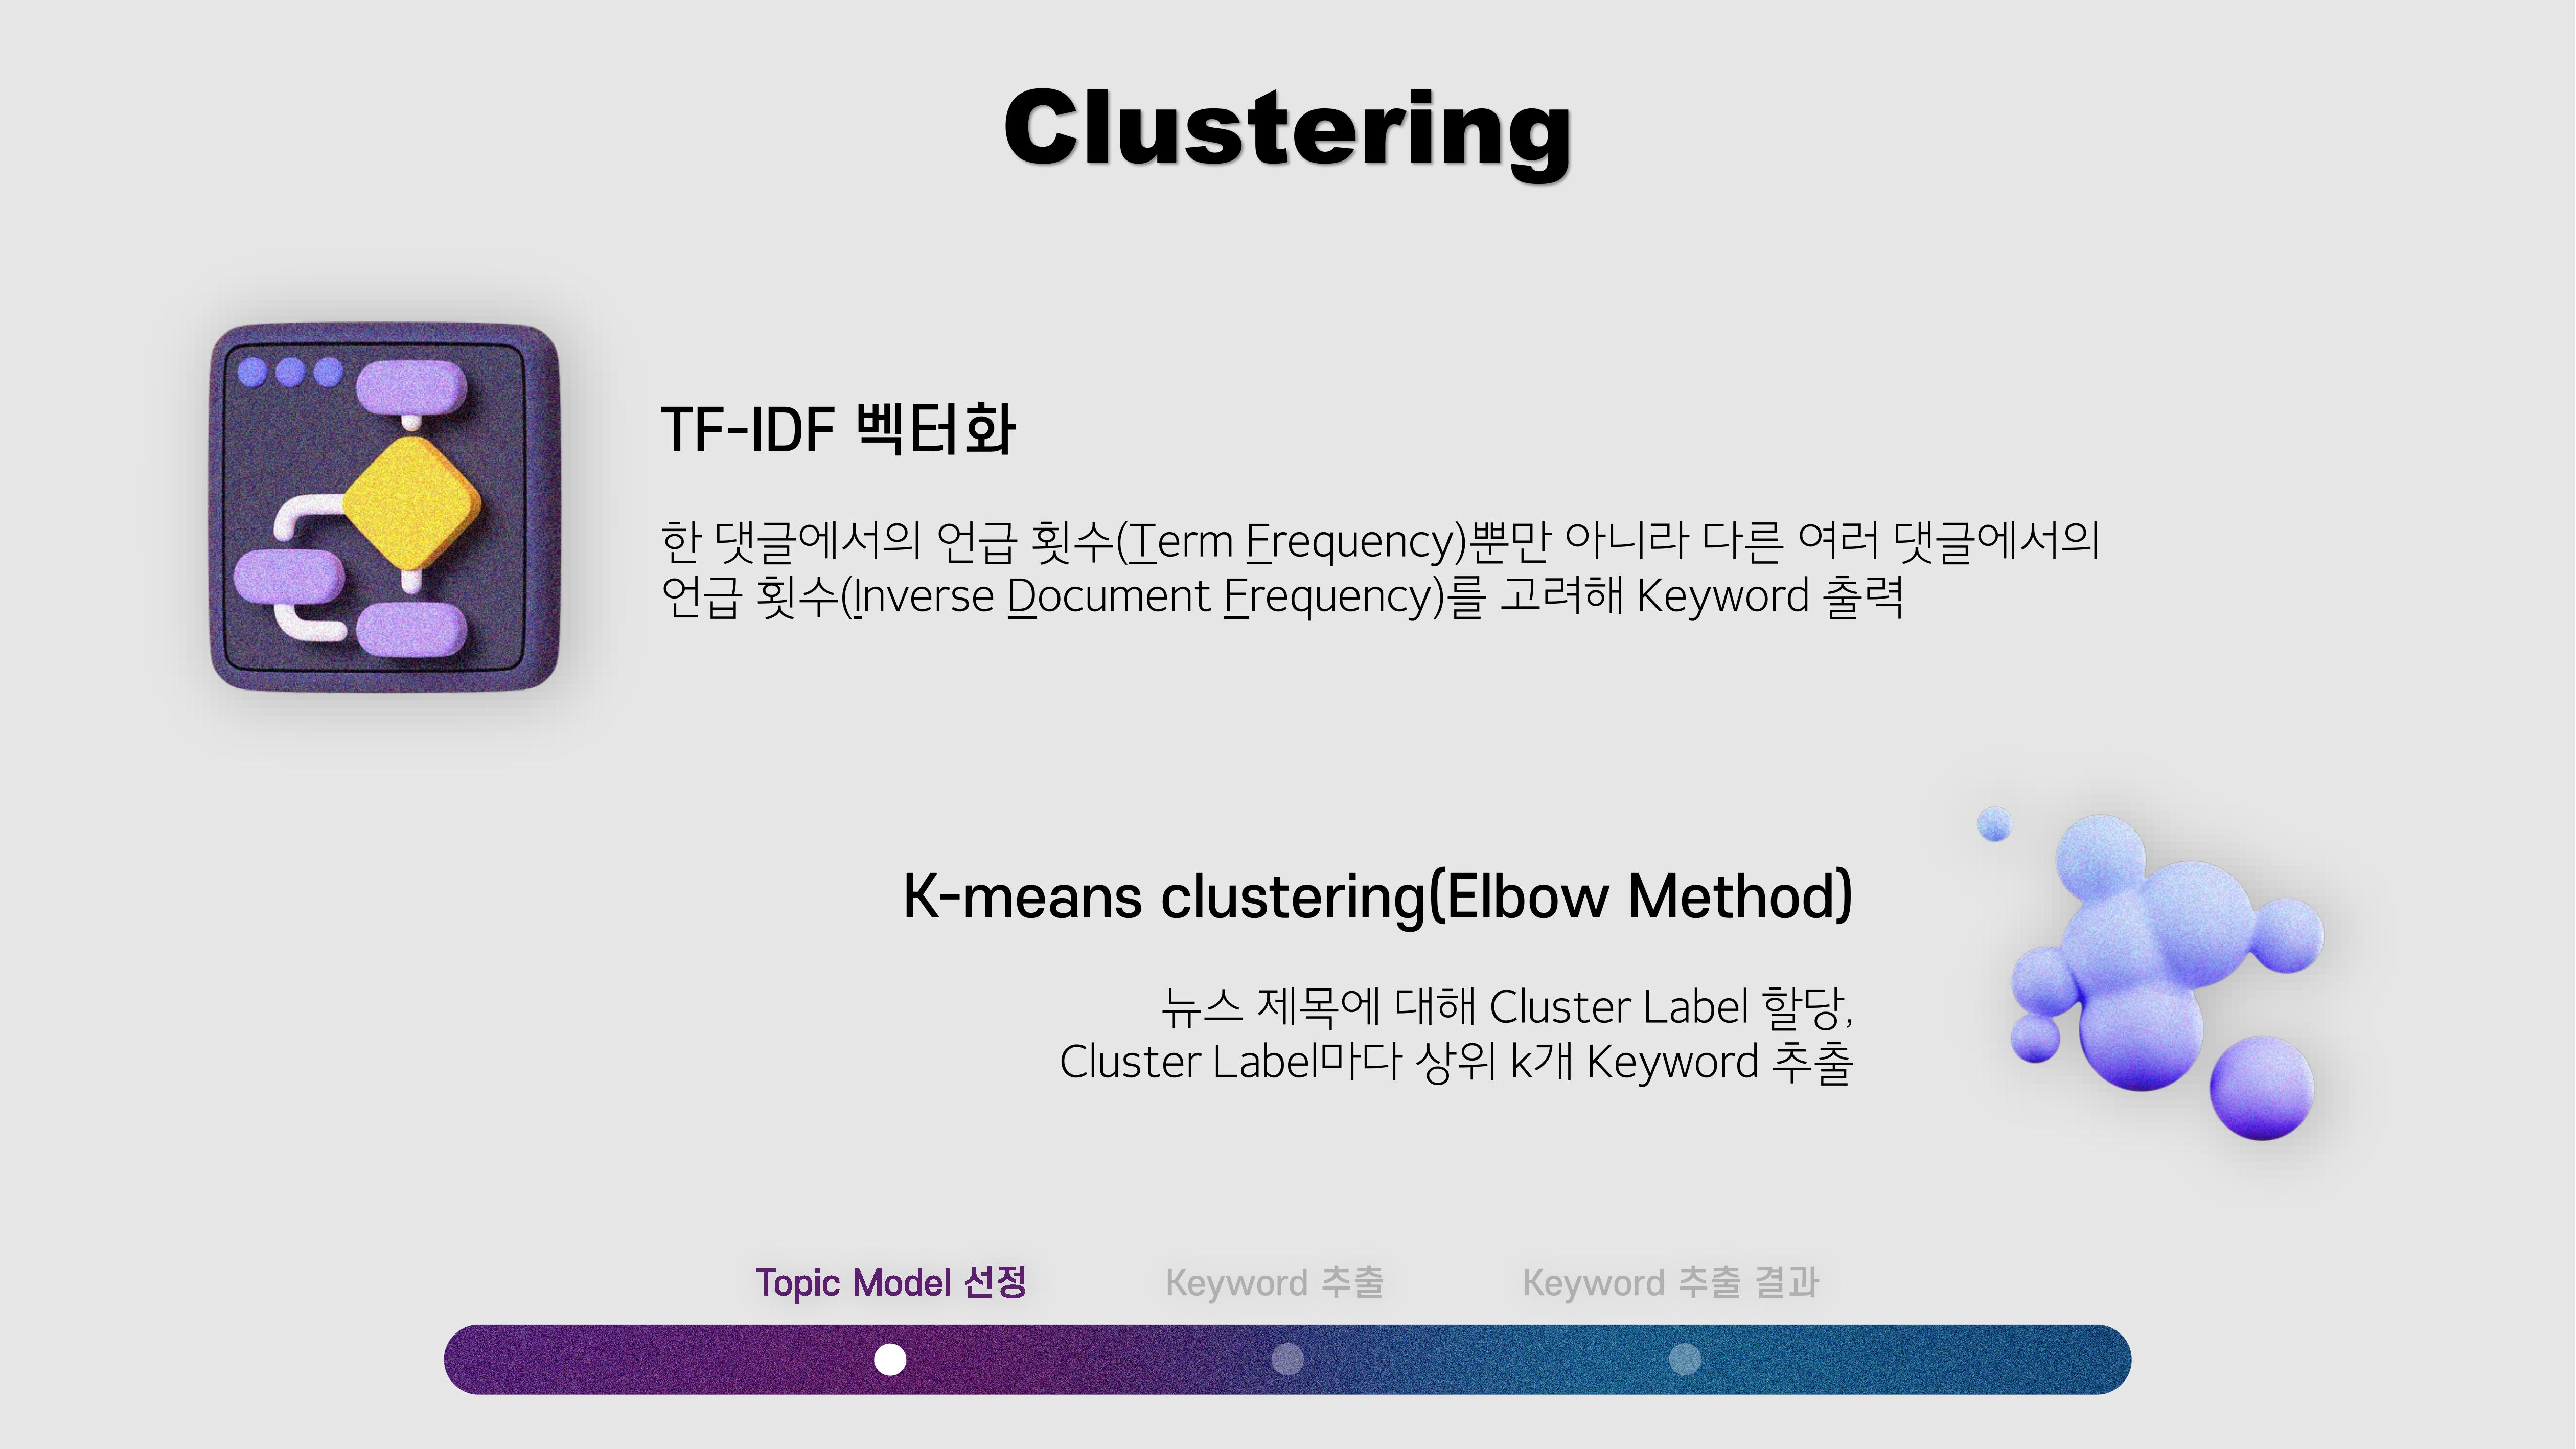 Clustering
TF-IDF 벡터화
한 댓글에서의 언급 횟수(Term Frequency)뿐만 아니라 다른 여러 댓글에서의
언급 횟수(Inverse Document Frequency)를 고려해 Keyword 출력
K-means clustering(Elbow Method)
뉴스 제목에 대해 Cluster Label 할당,
Cluster Label마다 상위 k개 Keyword 추출
Topic Model 선정
Keyword 추출
Keyword 추출 결과